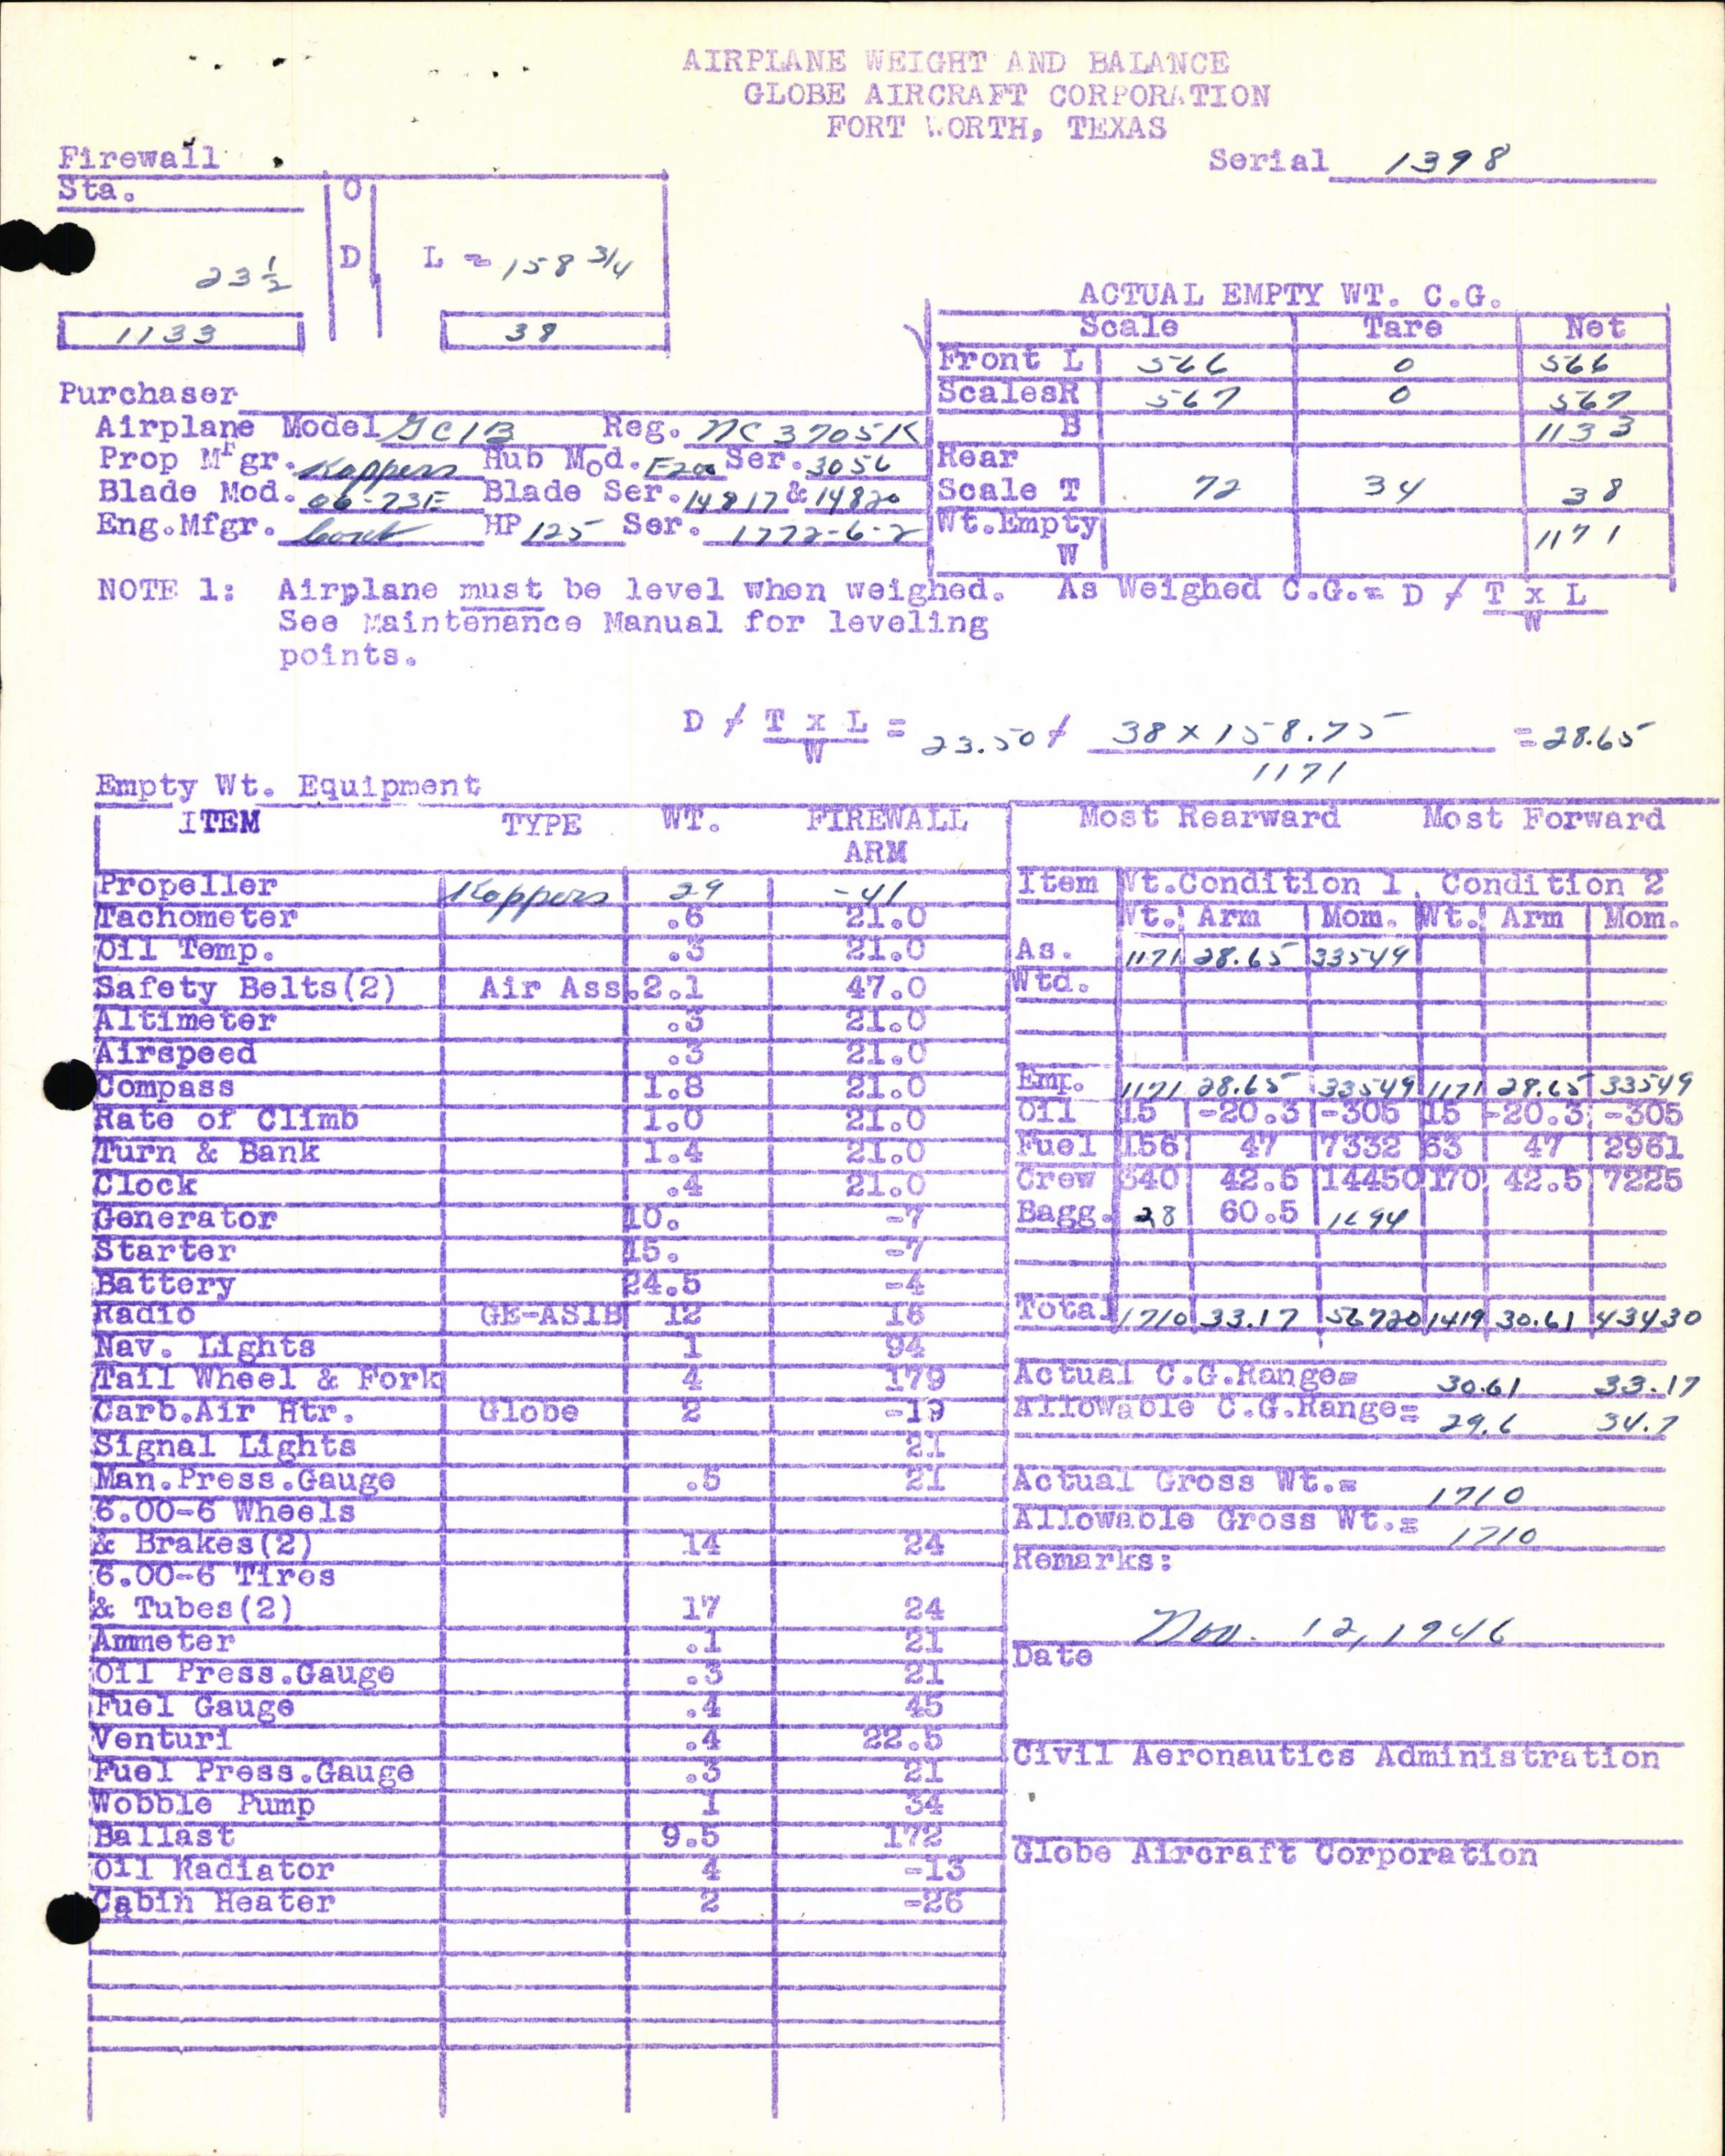 AIRPLANE WEIGHT AND BALANCE
GLOBE AIRCRAFT CORPORATION
FORT WORTH, TEXAS
Serial 1398
Firewall
Sta. O
23 1/2 D L = 158 3/4
1133 38
ACTUAL EMPTY WT. C.G.
Scale Tare Net
Front L 566 0 566
ScalesR 567 0 567
B 1133
Rear
Scale T 72 34 38
Wt.Empty
W 1171
Purchaser
Airplane Model GC1B Reg. NC3705K
Prop Mfgr. Koppers Hub Mod. F200 Ser. 3056
Blade Mod. 06-73E Blade Ser. 14817 & 14820
Eng.Mfgr. Cont HP 125 Ser. 1772-6-2
NOTE 1: Airplane must be level when weighed. As Weighed C.G.= D / T x L
W
See Maintenance Manual for leveling
points.
D / T x L = 23.50 / 38 x 158.75 = 28.65
W 1171
Empty Wt. Equipment
ITEM TYPE WT. FIREWALL
ARM
Propeller Koppers 29 -41
Tachometer .6 21.0
Oil Temp. .3 21.0
Safety Belts(2) Air Ass. 2.1 47.0
Altimeter .3 21.0
Airspeed .3 21.0
Compass 1.8 21.0
Rate of Climb 1.0 21.0
Turn & Bank 1.4 21.0
Clock .4 21.0
Generator 10. -7
Starter 15. -7
Battery 24.5 -4
Radio GE-AS1B 12 16
Nav. Lights 1 94
Tail Wheel & Fork 4 179
Carb.Air Htr. Globe 2 -19
Signal Lights 21
Man.Press.Gauge .5 21
6.00-6 Wheels
& Brakes(2) 14 24
6.00-6 Tires
& Tubes(2) 17 24
Ammeter .1 21
Oil Press.Gauge .3 21
Fuel Gauge .4 45
Venturi .4 22.5
Fuel Press.Gauge .3 21
Wobble Pump 1 34
Ballast 9.5 172
Oil Radiator 4 -13
Cabin Heater 2 -26
Most Rearward Most Forward
Item Wt.Condition 1. Condition 2
Wt. Arm Mom. Wt. Arm Mom.
As. 1171 28.65 33549
Wtd.
Emp. 1171 28.65 33549 1171 28.65 33549
Oil 15 -20.3 -305 15 -20.3 -305
Fuel 156 47 7332 63 47 2961
Crew 340 42.5 14450 170 42.5 7225
Bagg. 28 60.5 1694
Total 1710 33.17 56720 1419 30.61 43430
Actual C.G.Range= 30.61 33.17
Allowable C.G.Range= 29.6 34.7
Actual Gross Wt.= 1710
Allowable Gross Wt.= 1710
Remarks:
Nov. 12, 1946
Date
Civil Aeronautics Administration
Globe Aircraft Corporation